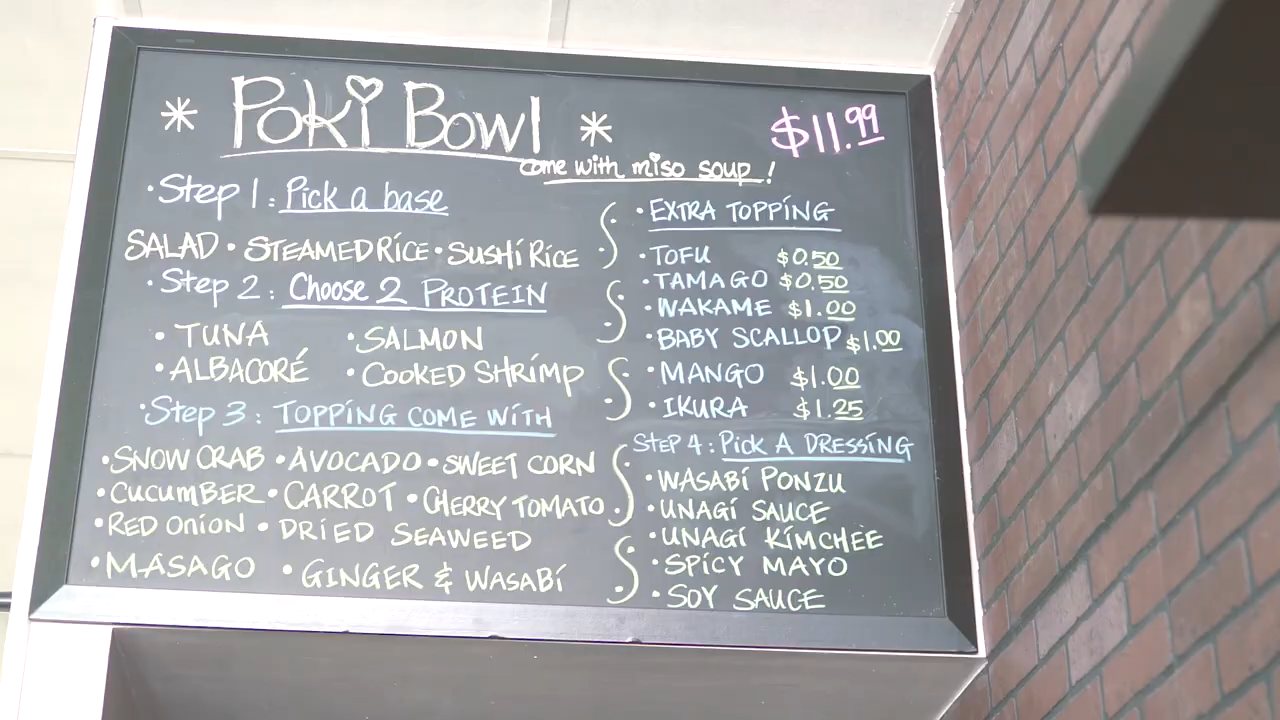 * Poki Bowl *
$11.99
come with miso soup !
• Step 1 : Pick a base
SALAD • STEAMED RICE • SUSHI RICE
• Step 2 : Choose 2 PROTEIN
• TUNA • SALMON
• ALBACORÉ • COOKED SHRIMP
• Step 3 : TOPPING COME WITH
• SNOW CRAB • AVOCADO • SWEET CORN
• CUCUMBER • CARROT • CHERRY TOMATO
• RED ONION • DRIED SEAWEED
• MASAGO • GINGER & WASABI
• EXTRA TOPPING
• TOFU $0.50
• TAMAGO $0.50
• WAKAME $1.00
• BABY SCALLOP $1.00
• MANGO $1.00
• IKURA $1.25
STEP 4 : PICK A DRESSING
• WASABI PONZU
• UNAGI SAUCE
• UNAGI KIMCHEE
• SPICY MAYO
• SOY SAUCE